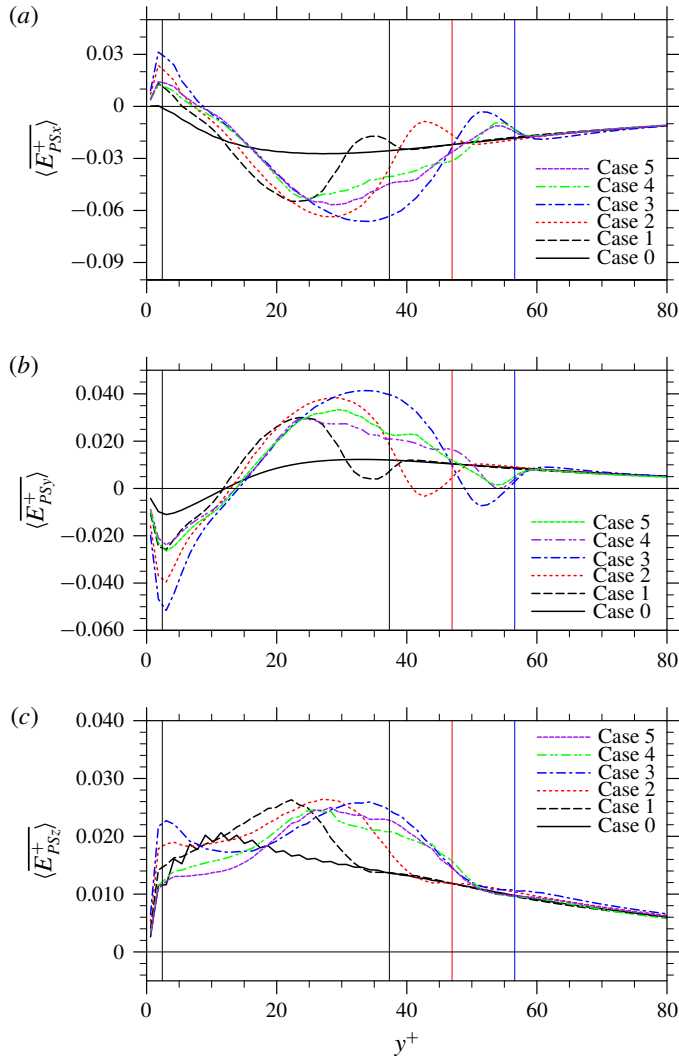 (a)
0.03
0
−0.03
−0.06
−0.09
⟨E⁺PSx⟩
Case 5
Case 4
Case 3
Case 2
Case 1
Case 0
0 20 40 60 80
(b)
0.040
0.020
0
−0.020
−0.040
−0.060
⟨E⁺PSy⟩
Case 5
Case 4
Case 3
Case 2
Case 1
Case 0
0 20 40 60 80
(c)
0.040
0.030
0.020
0.010
0
⟨E⁺PSz⟩
Case 5
Case 4
Case 3
Case 2
Case 1
Case 0
0 20 40 60 80
y⁺